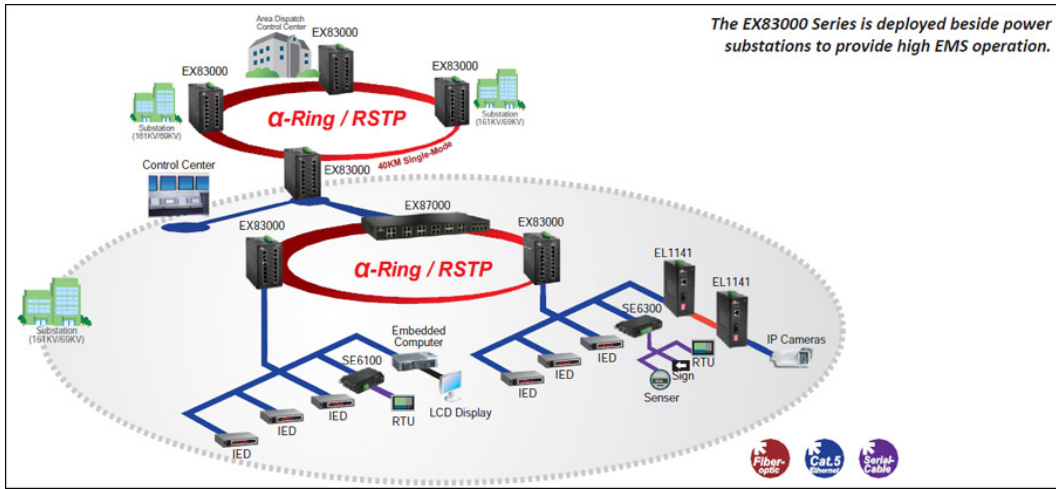 The EX83000 Series is deployed beside power
substations to provide high EMS operation.
Area Dispatch
Control Center
EX83000
EX83000
EX83000
Substation
(161KV/69KV)
α-Ring / RSTP
Substation
(161KV/69KV)
40KM Single-Mode
EX83000
Control Center
EX87000
EX83000
EX83000
α-Ring / RSTP
EL1141
EL1141
Substation
(161KV/69KV)
SE6300
IP Cameras
Embedded
Computer
SE6100
IED
RTU
Sign
IED
Senser
IED
LCD Display
RTU
IED
IED
IED
Fiber-
optic
Cat.5
Ethernet
Serial-
Cable